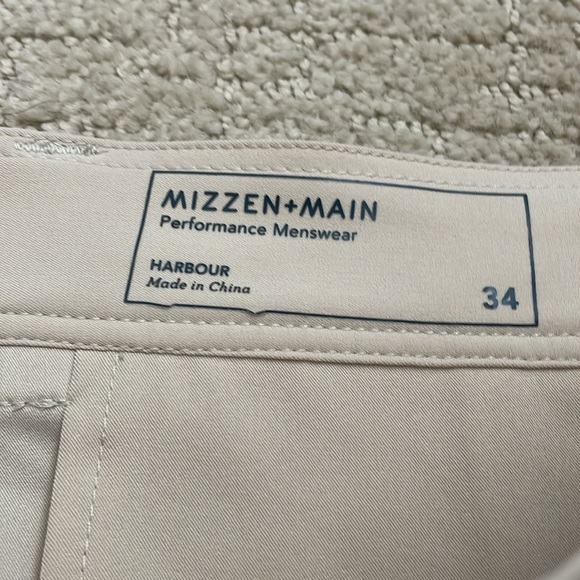 MIZZEN+MAIN
Performance Menswear
HARBOUR
Made in China
34